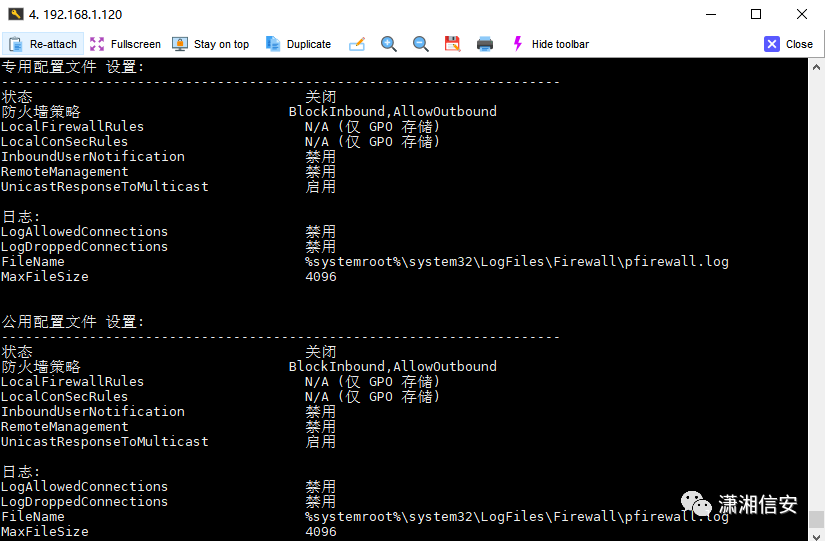 4. 192.168.1.120
Re-attach Fullscreen Stay on top Duplicate Hide toolbar Close
专用配置文件 设置:
----------------------------------------------------------------------
状态 关闭
防火墙策略 BlockInbound,AllowOutbound
LocalFirewallRules N/A (仅 GPO 存储)
LocalConSecRules N/A (仅 GPO 存储)
InboundUserNotification 禁用
RemoteManagement 禁用
UnicastResponseToMulticast 启用
日志:
LogAllowedConnections 禁用
LogDroppedConnections 禁用
FileName %systemroot%\system32\LogFiles\Firewall\pfirewall.log
MaxFileSize 4096
公用配置文件 设置:
----------------------------------------------------------------------
状态 关闭
防火墙策略 BlockInbound,AllowOutbound
LocalFirewallRules N/A (仅 GPO 存储)
LocalConSecRules N/A (仅 GPO 存储)
InboundUserNotification 禁用
RemoteManagement 禁用
UnicastResponseToMulticast 启用
日志:
LogAllowedConnections 禁用
LogDroppedConnections 禁用
FileName %systemroot%\system32\LogFiles\Firewall\pfirewall.log
MaxFileSize 4096
潇湘信安